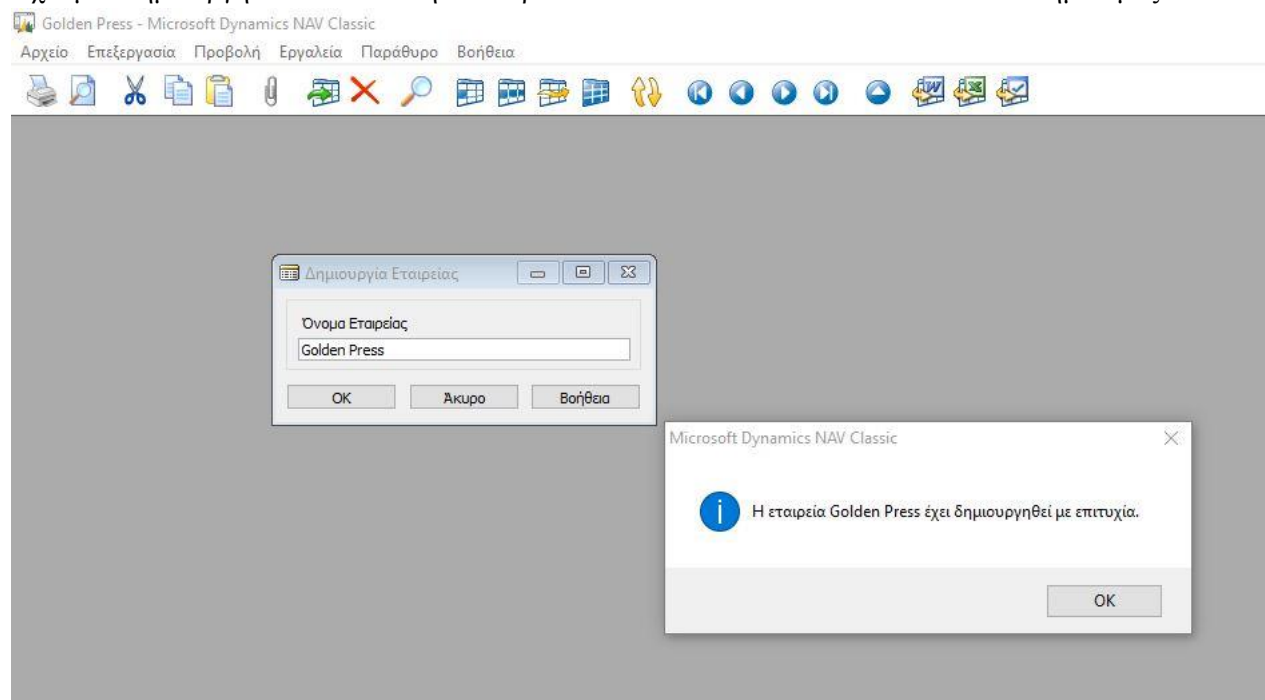 Golden Press - Microsoft Dynamics NAV Classic
Αρχείο Επεξεργασία Προβολή Εργαλεία Παράθυρο Βοήθεια
Δημιουργία Εταιρείας
Όνομα Εταιρείας
Golden Press
OK Άκυρο Βοήθεια
Microsoft Dynamics NAV Classic
Η εταιρεία Golden Press έχει δημιουργηθεί με επιτυχία.
OK